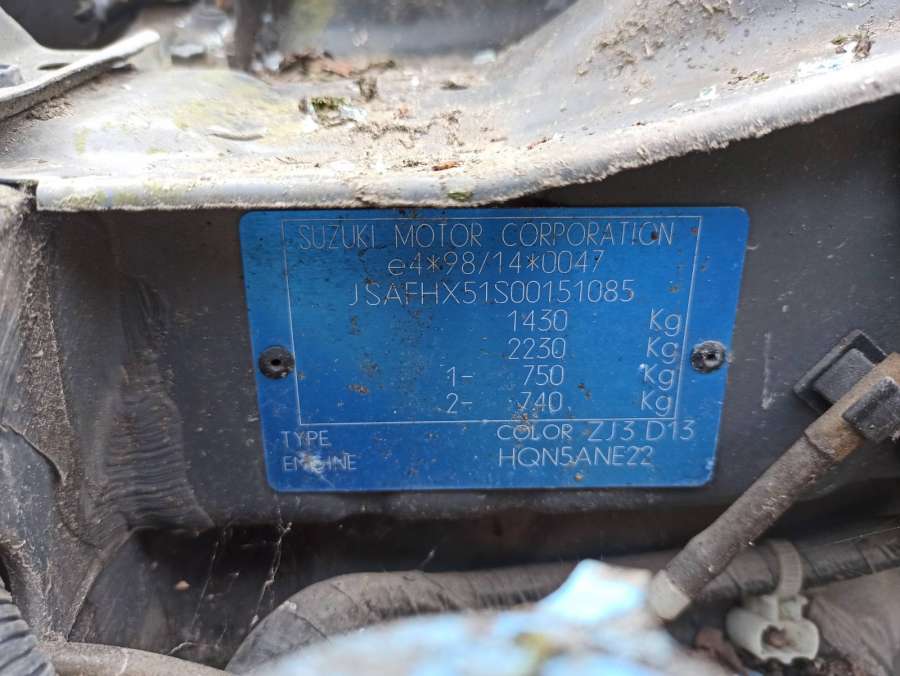 SUZUKI MOTOR CORPORATION
e4*98/14*0047
JSAFHX51S00151085
1430 Kg
2230 Kg
1- 750 Kg
2- 740 Kg
TYPE COLOR ZJ3 D13
ENGINE HQN5ANE22